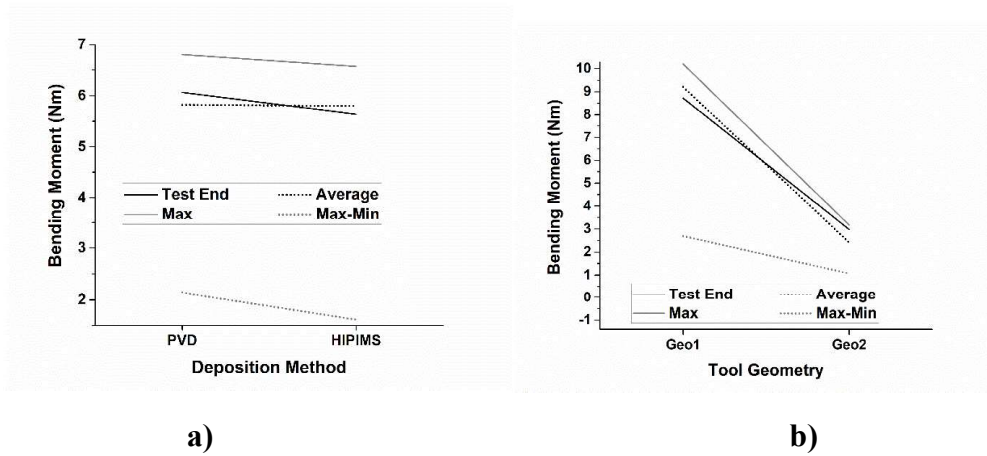 7
6
5
4
3
2
Bending Moment (Nm)
Test End Average
Max Max-Min
PVD HIPIMS
Deposition Method
a)
10
9
8
7
6
5
4
3
2
1
0
-1
Bending Moment (Nm)
Test End Average
Max Max-Min
Geo1 Geo2
Tool Geometry
b)